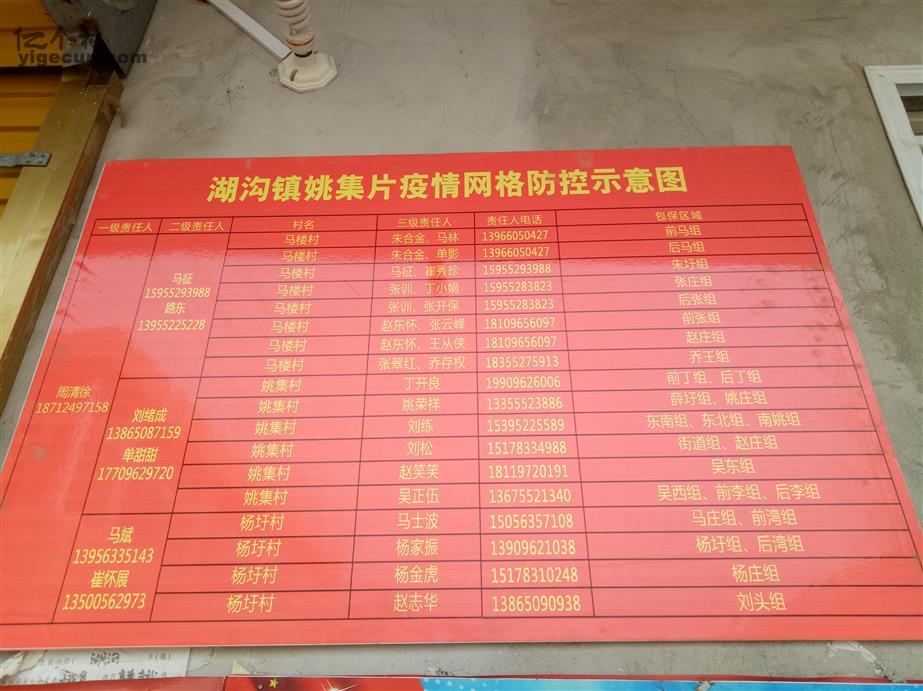 亿个村
yigecun.com
湖沟镇姚集片疫情网格防控示意图
一级责任人 二级责任人 村名 三级责任人 责任人电话 包保区域
周清徐
18712497158
马征
15955293988
路东
13955225228
马楼村 朱合金、马林 13966050427 前马组
马楼村 朱合金、单影 13966050427 后马组
马楼村 马征、崔秀珍 15955293988 朱圩组
马楼村 张训、丁小娟 15955283823 张庄组
马楼村 张训、张开保 15955283823 后张组
马楼村 赵东怀、张云峰 18109656097 前张组
马楼村 赵东怀、王从侠 18109656097 赵庄组
马楼村 张翠红、乔存权 18355275913 乔王组
刘绪成
13865087159
单甜甜
17709629720
姚集村 丁开良 19909626006 前丁组、后丁组
姚集村 姚荣祥 13355523886 薛圩组、姚庄组
姚集村 刘练 15395225589 东南组、东北组、南姚组
姚集村 刘松 15178334988 街道组、赵庄组
姚集村 赵笑笑 18119720191 吴东组
姚集村 吴正伍 13675521340 吴西组、前李组、后李组
马斌
13956335143
崔怀展
13500562973
杨圩村 马士波 15056357108 马庄组、前湾组
杨圩村 杨家振 13909621038 杨圩组、后湾组
杨圩村 杨金虎 15178310248 杨庄组
杨圩村 赵志华 13865090938 刘头组